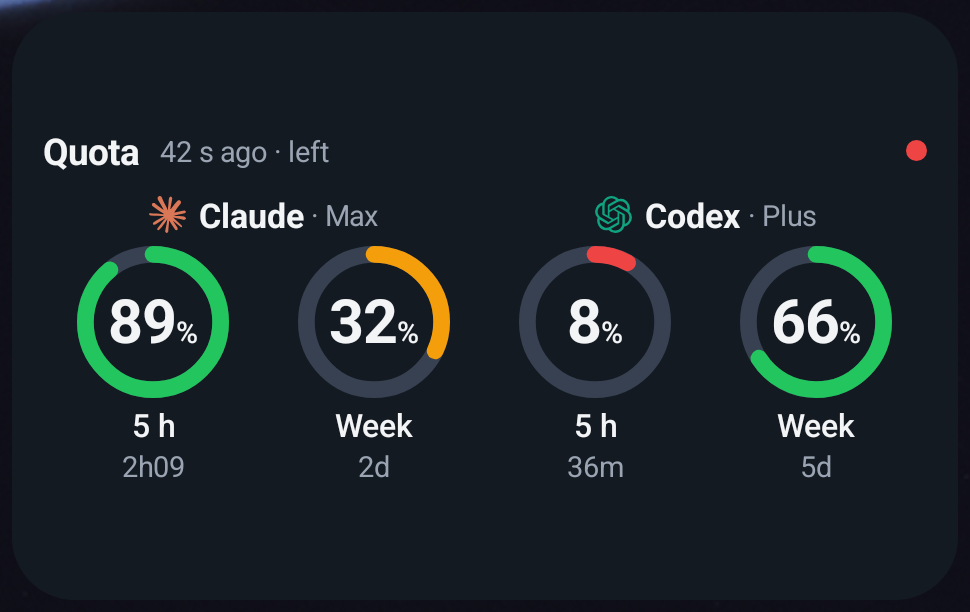 Quota 42 s ago · left
Claude · Max
Codex · Plus
89%
32%
8%
66%
5 h
Week
5 h
Week
2h09
2d
36m
5d